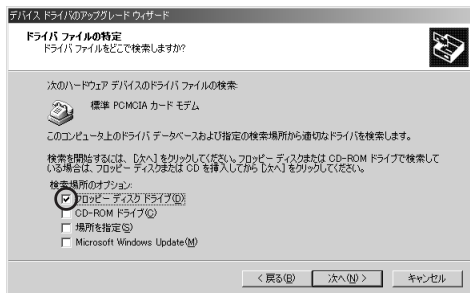 デバイス ドライバのアップグレード ウィザード
ドライバ ファイルの特定
ドライバ ファイルをどこで検索しますか?
次のハードウェア デバイスのドライバ ファイルの検索:
標準 PCMCIA カード モデム
このコンピュータ上のドライバ データベースおよび指定の検索場所から適切なドライバを検索します。
検索を開始するには、[次へ] をクリックしてください。フロッピー ディスクまたは CD-ROM ドライブで検索して
いる場合は、フロッピー ディスクまたは CD を挿入してから [次へ] をクリックしてください。
検索場所のオプション:
フロッピー ディスク ドライブ(D)
CD-ROM ドライブ(C)
場所を指定(S)
Microsoft Windows Update(M)
< 戻る(B)
次へ(N) >
キャンセル